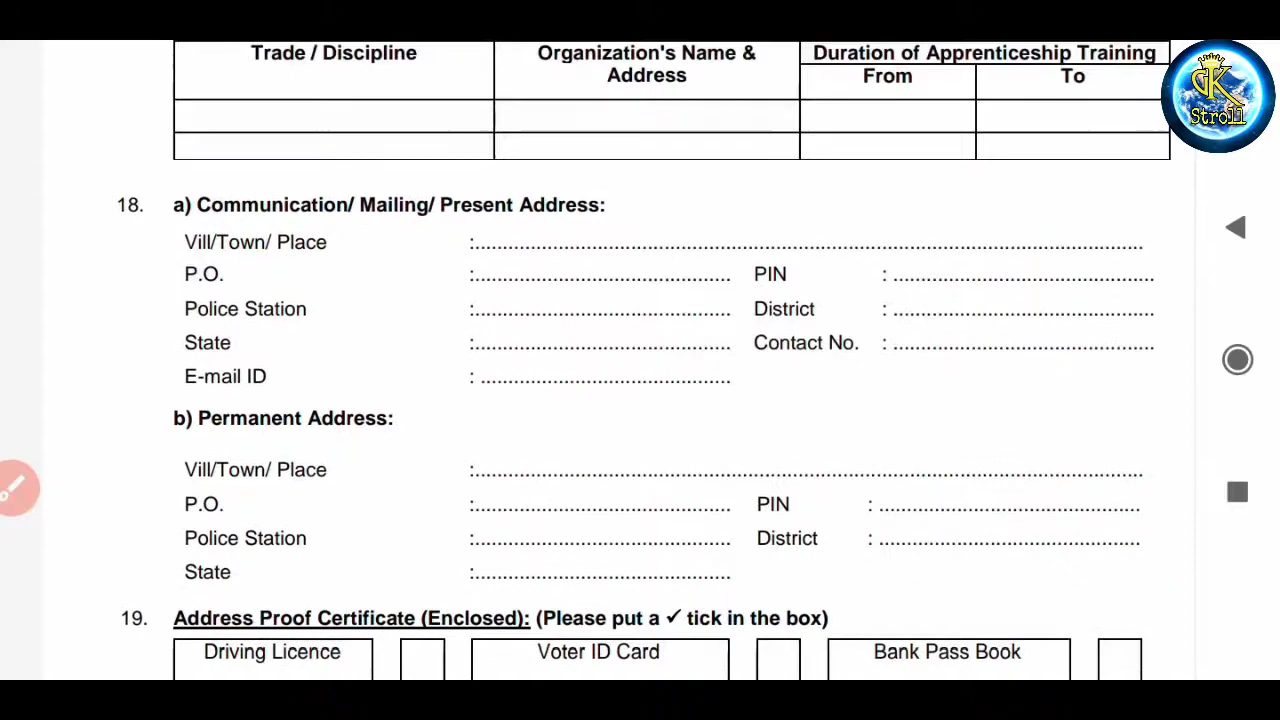 Trade / Discipline Organization's Name & Address Duration of Apprenticeship Training
From To
GK
Stroll
18. a) Communication/ Mailing/ Present Address:
Vill/Town/ Place :..........................................................................................................................
P.O. :.............................................. PIN : ...............................................
Police Station :.............................................. District : ...............................................
State :.............................................. Contact No. : ...............................................
E-mail ID : .............................................
b) Permanent Address:
Vill/Town/ Place :..........................................................................................................................
P.O. :.............................................. PIN : ...............................................
Police Station :.............................................. District : ...............................................
State :..............................................
19. Address Proof Certificate (Enclosed): (Please put a ✓ tick in the box)
Driving Licence Voter ID Card Bank Pass Book